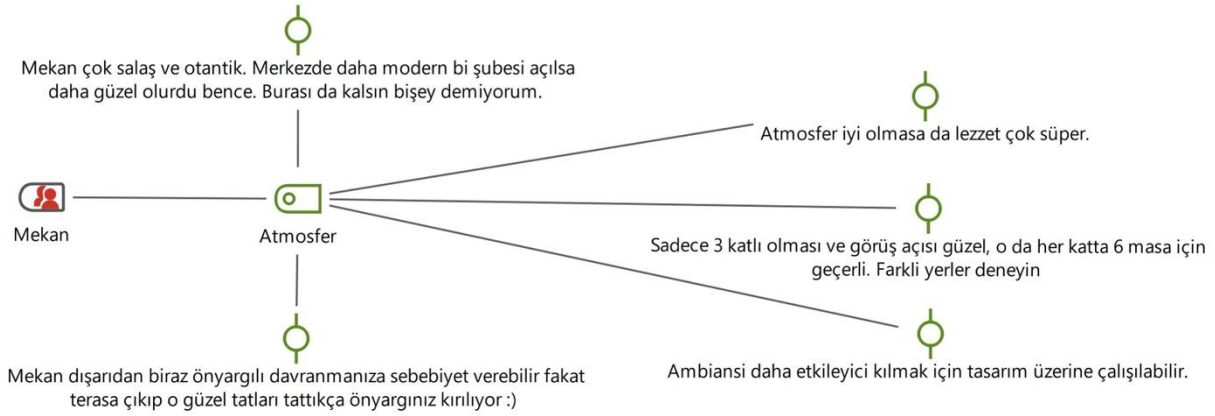 Mekan çok salaş ve otantik. Merkezde daha modern bi şubesi açılsa
daha güzel olurdu bence. Burası da kalsın bişey demiyorum.
Atmosfer iyi olmasa da lezzet çok süper.
Mekan
Atmosfer
Sadece 3 katlı olması ve görüş açısı güzel, o da her katta 6 masa için
geçerli. Farkli yerler deneyin
Mekan dışarıdan biraz önyargılı davranmanıza sebebiyet verebilir fakat
terasa çıkıp o güzel tatları tattıkça önyargınız kırılıyor :)
Ambiansi daha etkileyici kılmak için tasarım üzerine çalışılabilir.